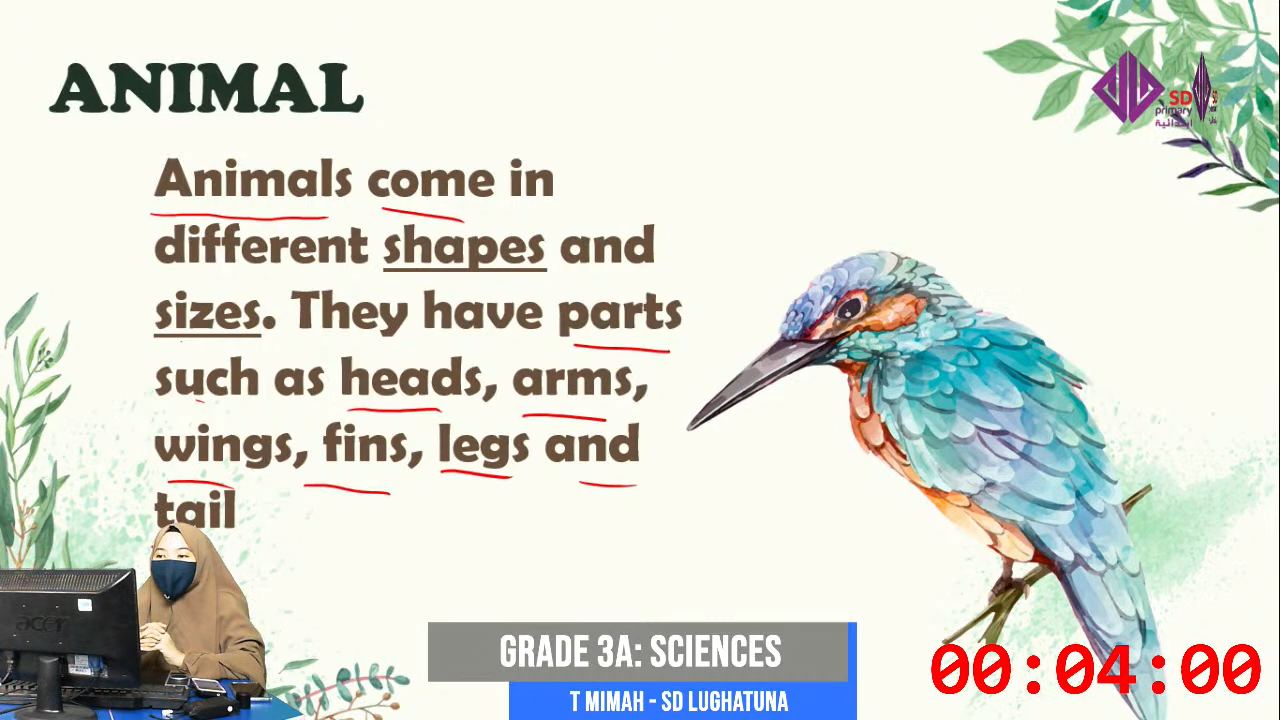 ANIMAL
SD
primary
ابتدائية
Animals come in
different shapes and
sizes. They have parts
such as heads, arms,
wings, fins, legs and
tail
acer
GRADE 3A: SCIENCES
T MIMAH - SD LUGHATUNA
00:04:00